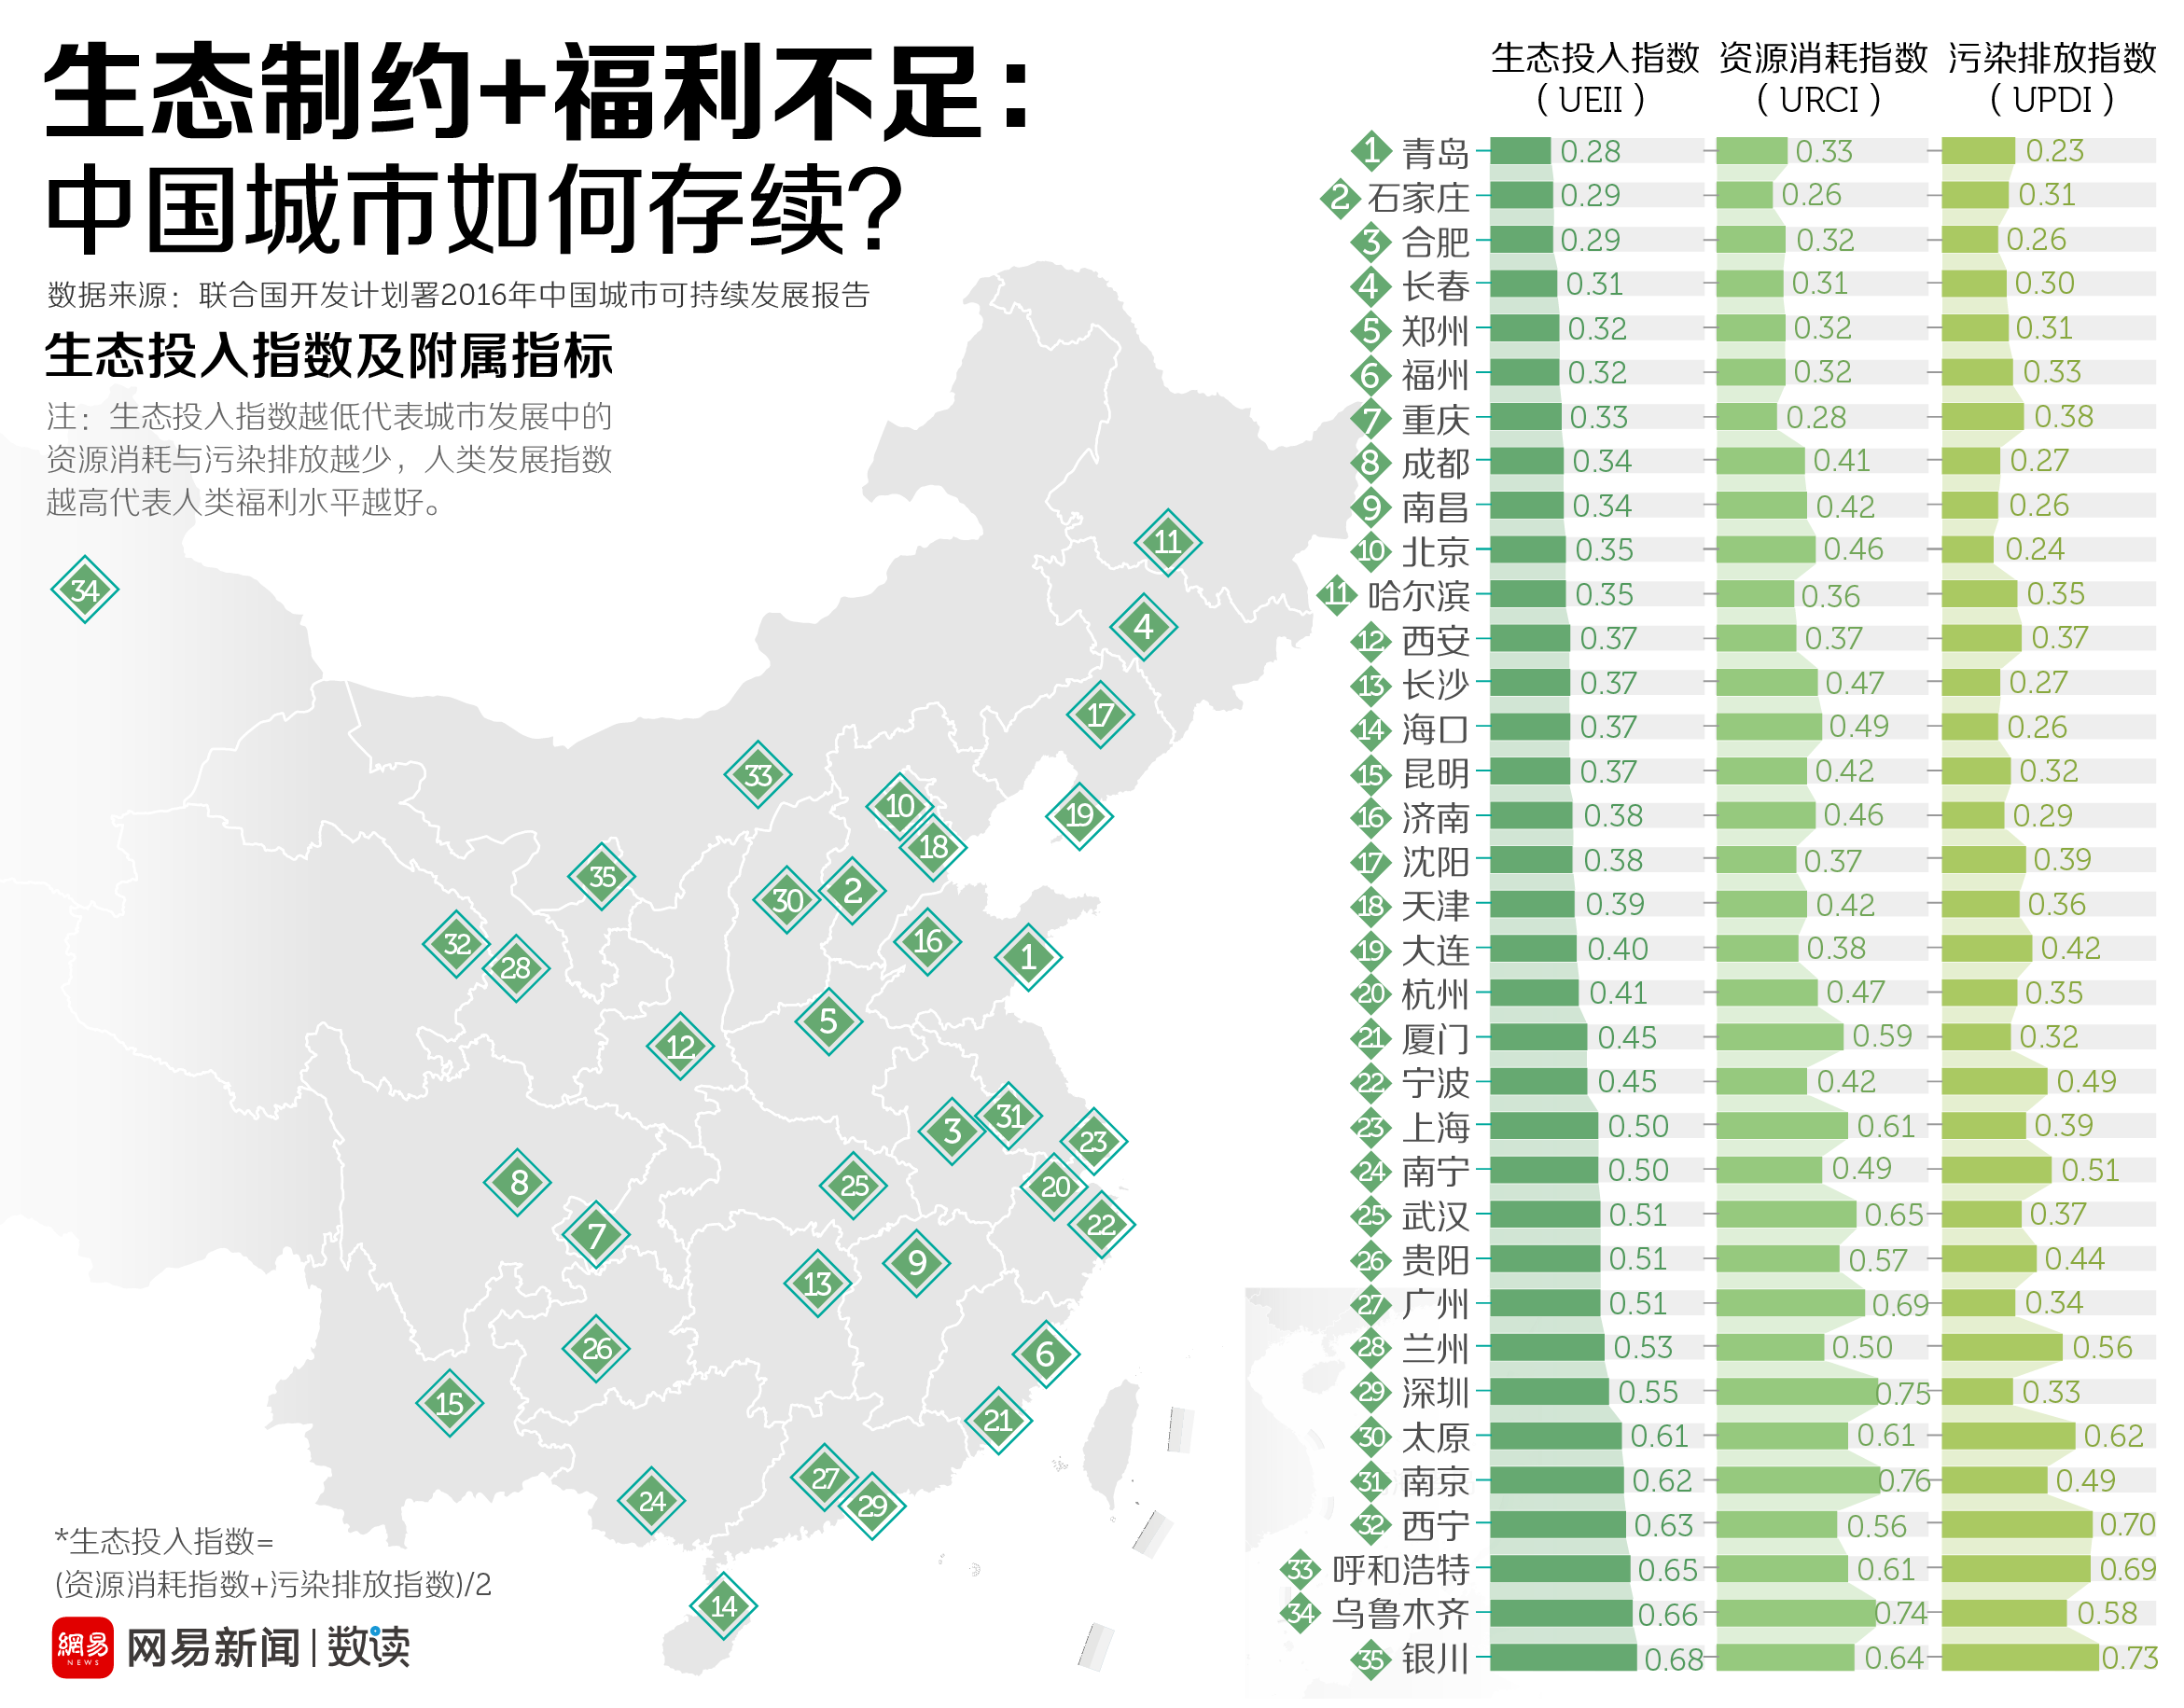 生态制约+福利不足：
中国城市如何存续？
数据来源：联合国开发计划署2016年中国城市可持续发展报告
生态投入指数及附属指标
注：生态投入指数越低代表城市发展中的
资源消耗与污染排放越少，人类发展指数
越高代表人类福利水平越好。
34
11
4
17
33
10
19
18
35
30
2
32
28
16
1
5
12
3
31
23
8
25
20
7
22
13
9
26
6
15
21
27
24
29
14
*生态投入指数=
(资源消耗指数+污染排放指数)/2
網易
NEWS
网易新闻 | 数读
生态投入指数 资源消耗指数 污染排放指数
（UEII） （URCI） （UPDI）
1 青岛 0.28 0.33 0.23
2 石家庄 0.29 0.26 0.31
3 合肥 0.29 0.32 0.26
4 长春 0.31 0.31 0.30
5 郑州 0.32 0.32 0.31
6 福州 0.32 0.32 0.33
7 重庆 0.33 0.28 0.38
8 成都 0.34 0.41 0.27
9 南昌 0.34 0.42 0.26
10 北京 0.35 0.46 0.24
11 哈尔滨 0.35 0.36 0.35
12 西安 0.37 0.37 0.37
13 长沙 0.37 0.47 0.27
14 海口 0.37 0.49 0.26
15 昆明 0.37 0.42 0.32
16 济南 0.38 0.46 0.29
17 沈阳 0.38 0.37 0.39
18 天津 0.39 0.42 0.36
19 大连 0.40 0.38 0.42
20 杭州 0.41 0.47 0.35
21 厦门 0.45 0.59 0.32
22 宁波 0.45 0.42 0.49
23 上海 0.50 0.61 0.39
24 南宁 0.50 0.49 0.51
25 武汉 0.51 0.65 0.37
26 贵阳 0.51 0.57 0.44
27 广州 0.51 0.69 0.34
28 兰州 0.53 0.50 0.56
29 深圳 0.55 0.75 0.33
30 太原 0.61 0.61 0.62
31 南京 0.62 0.76 0.49
32 西宁 0.63 0.56 0.70
33 呼和浩特 0.65 0.61 0.69
34 乌鲁木齐 0.66 0.74 0.58
35 银川 0.68 0.64 0.73